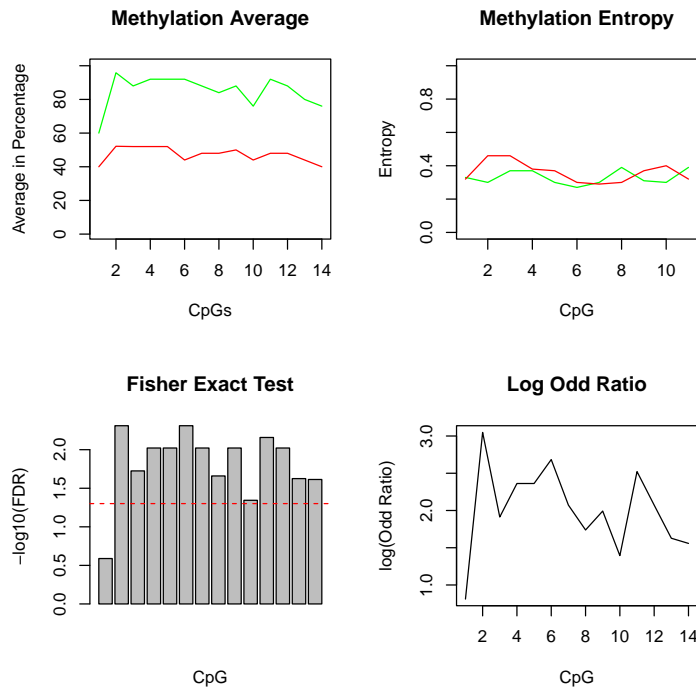 Methylation Average
Average in Percentage
0 20 40 60 80
2 4 6 8 10 12 14
CpGs
Methylation Entropy
Entropy
0.0 0.4 0.8
2 4 6 8 10
CpG
Fisher Exact Test
−log10(FDR)
0.0 0.5 1.0 1.5 2.0
CpG
Log Odd Ratio
log(Odd Ratio)
1.0 2.0 3.0
2 4 6 8 10 12 14
CpG